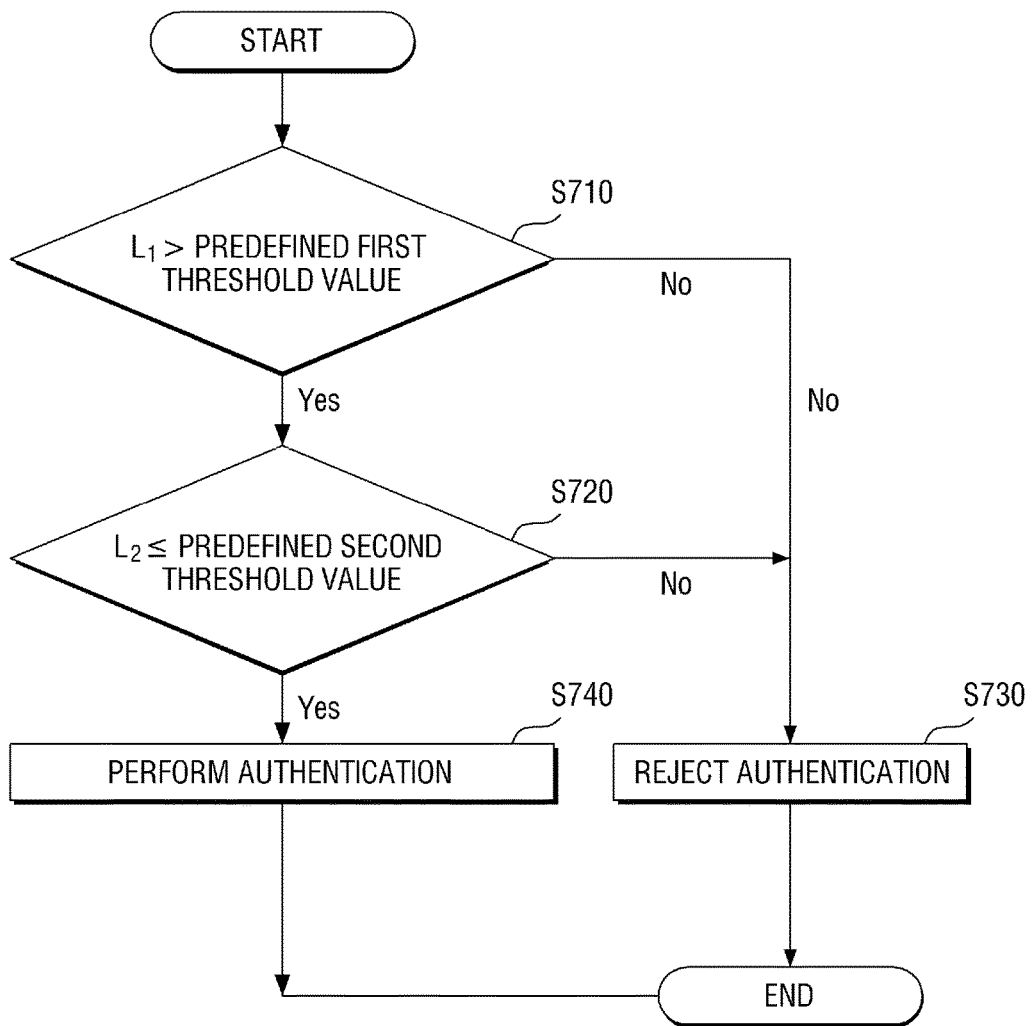 START
S710
L₁ > PREDEFINED FIRST
THRESHOLD VALUE
No
Yes
No
S720
L₂ ≤ PREDEFINED SECOND
THRESHOLD VALUE
No
Yes
S740
S730
PERFORM AUTHENTICATION
REJECT AUTHENTICATION
END